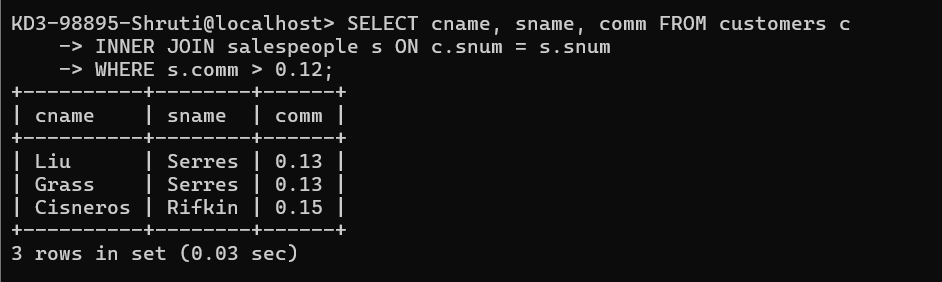 KD3-98895-Shruti@localhost> SELECT cname, sname, comm FROM customers c
    -> INNER JOIN salespeople s ON c.snum = s.snum
    -> WHERE s.comm > 0.12;
+----------+--------+------+
| cname    | sname  | comm |
+----------+--------+------+
| Liu      | Serres | 0.13 |
| Grass    | Serres | 0.13 |
| Cisneros | Rifkin | 0.15 |
+----------+--------+------+
3 rows in set (0.03 sec)